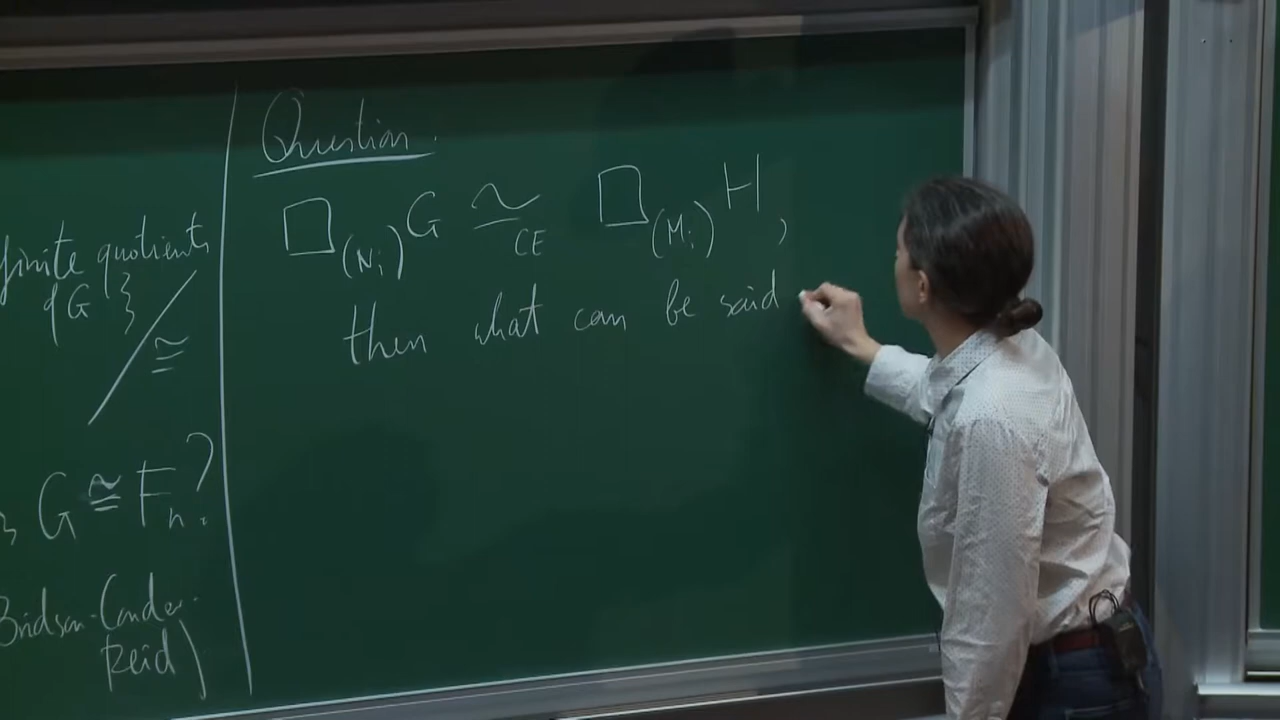 finite quotients
of G }
/≅
} G ≅ Fn?
Bridson-Conder-
Reid)
Question.
□(Ni) G ≃CE □(Mi) H,
then what can be said